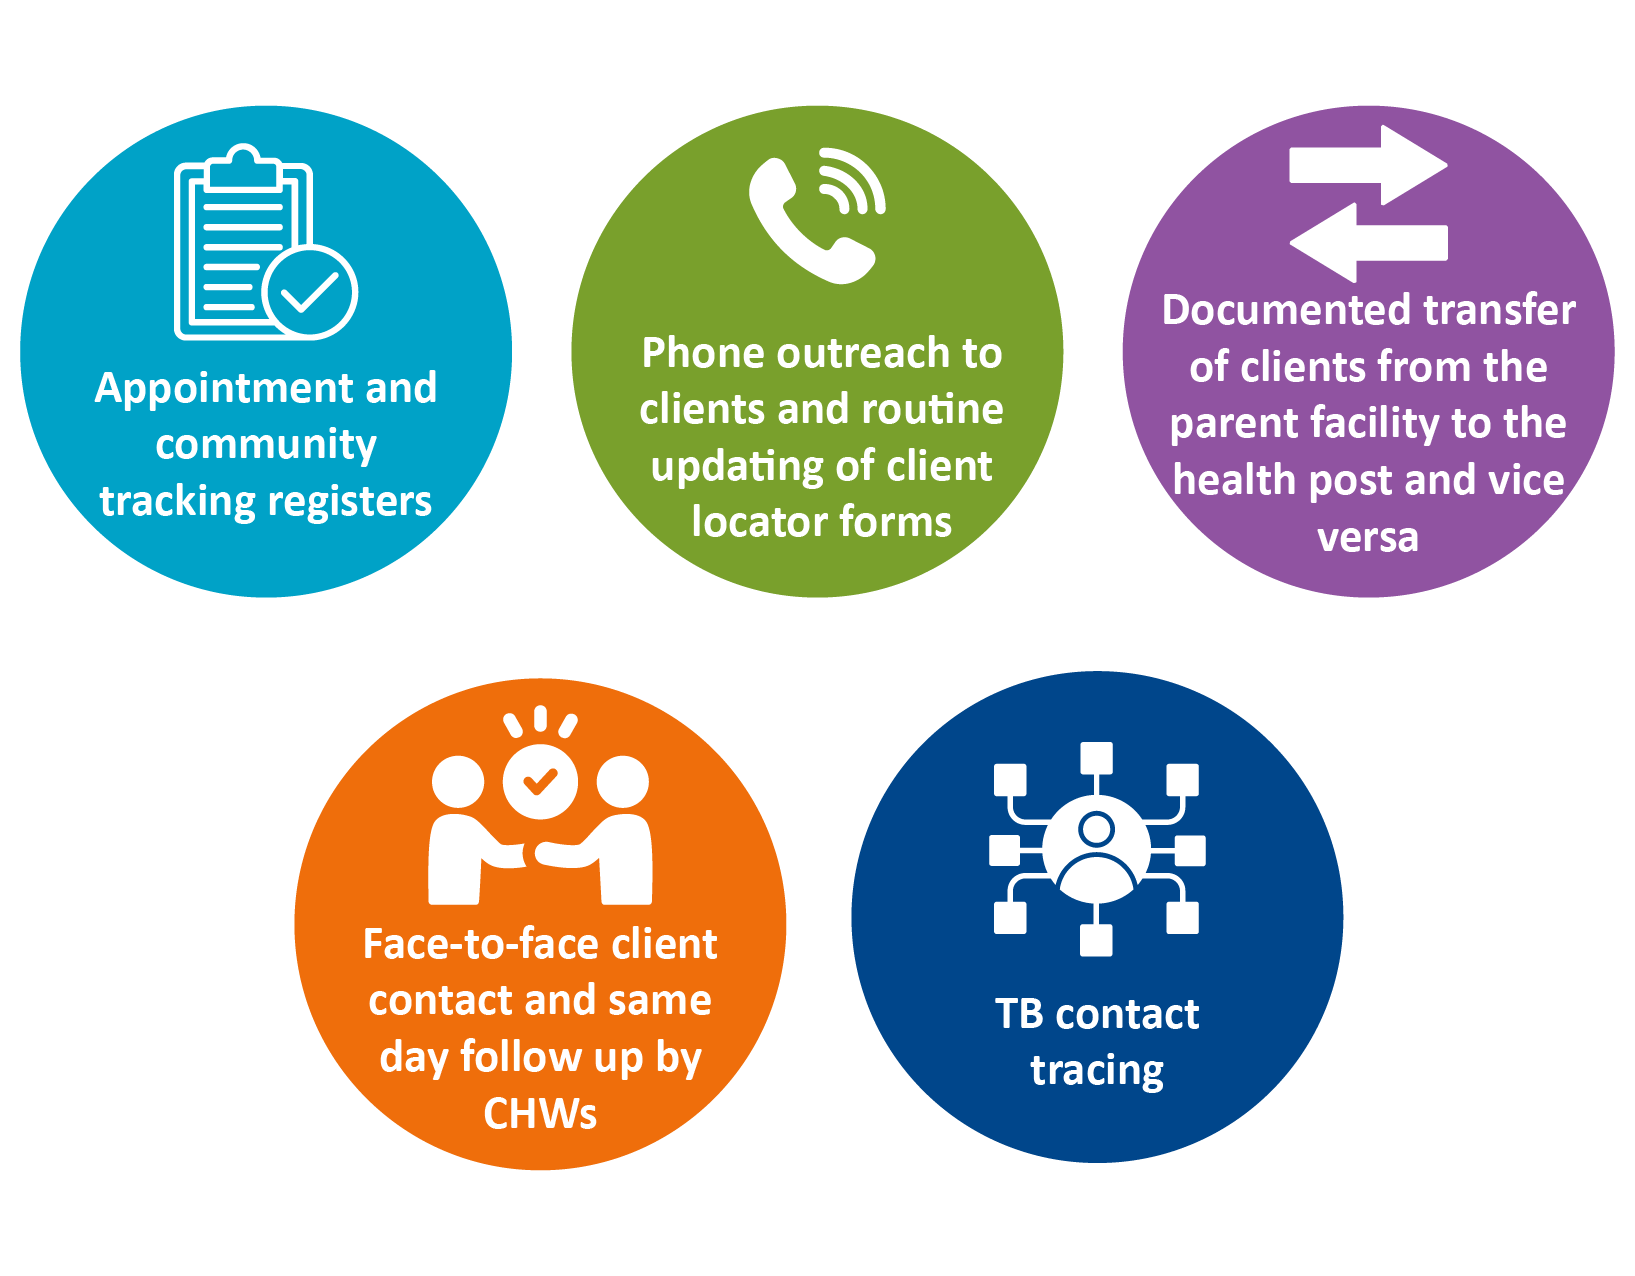 Appointment and
community
tracking registers
Phone outreach to
clients and routine
updating of client
locator forms
Documented transfer
of clients from the
parent facility to the
health post and vice
versa
Face-to-face client
contact and same
day follow up by
CHWs
TB contact
tracing